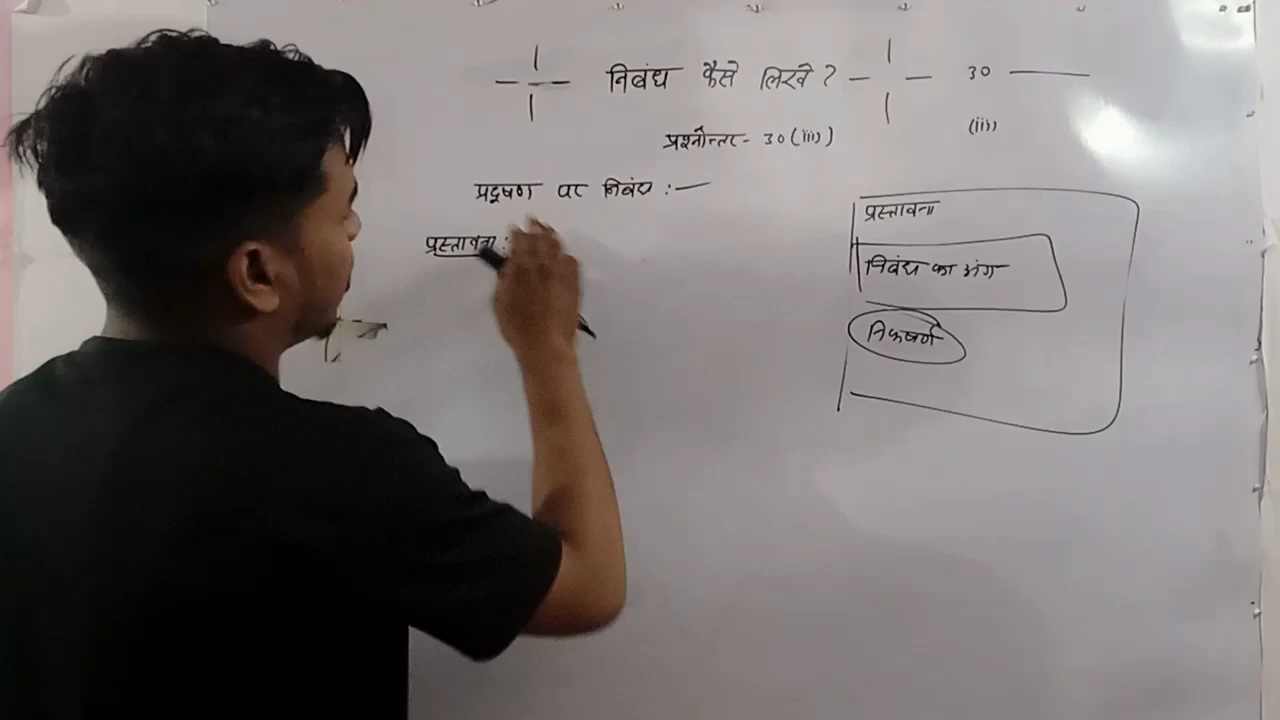 निबंध कैसे लिखे? 30
(ii)
प्रश्नोत्तर- 30(iii)
प्रदूषण पर निबंध :-
प्रस्तावना :
प्रस्तावना
निबंध का अंग
निष्कर्ष